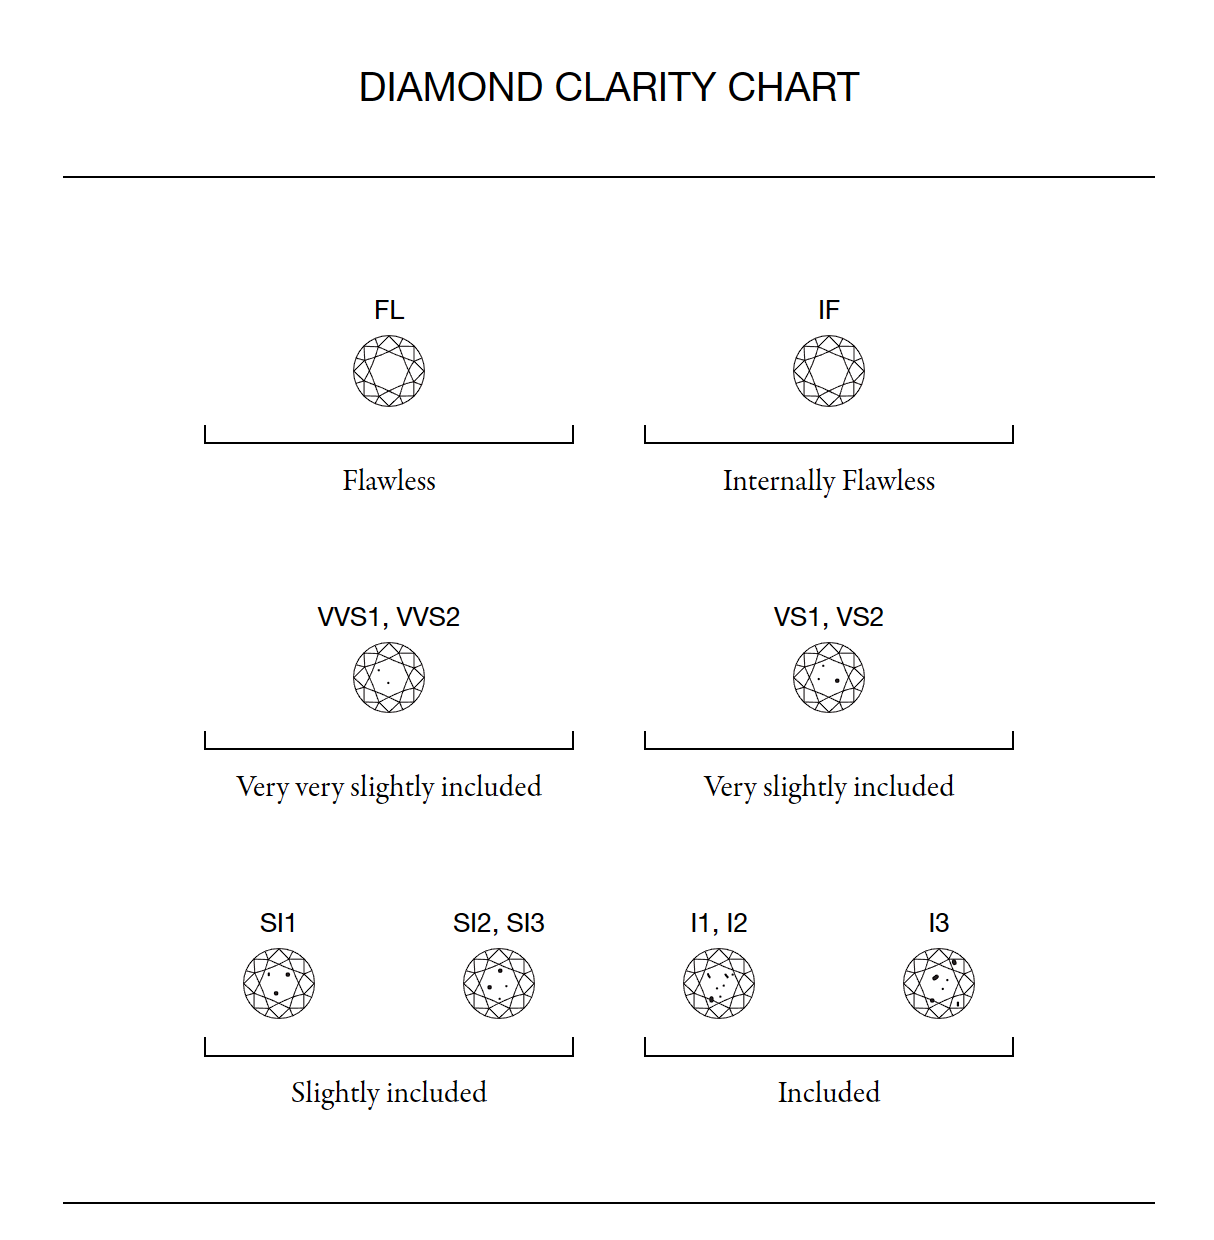 DIAMOND CLARITY CHART
FL
IF
Flawless
Internally Flawless
VVS1, VVS2
VS1, VS2
Very very slightly included
Very slightly included
SI1
SI2, SI3
I1, I2
I3
Slightly included
Included